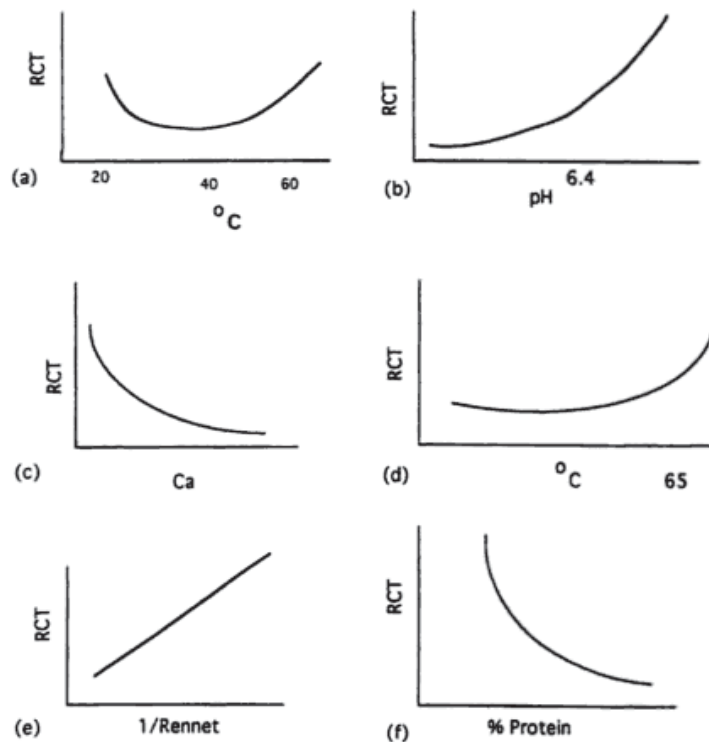 RCT
20 40 60
(a)
°C
RCT
6.4
(b)
pH
RCT
(c)
Ca
RCT
(d)
°C 65
RCT
(e)
1/Rennet
RCT
(f)
% Protein